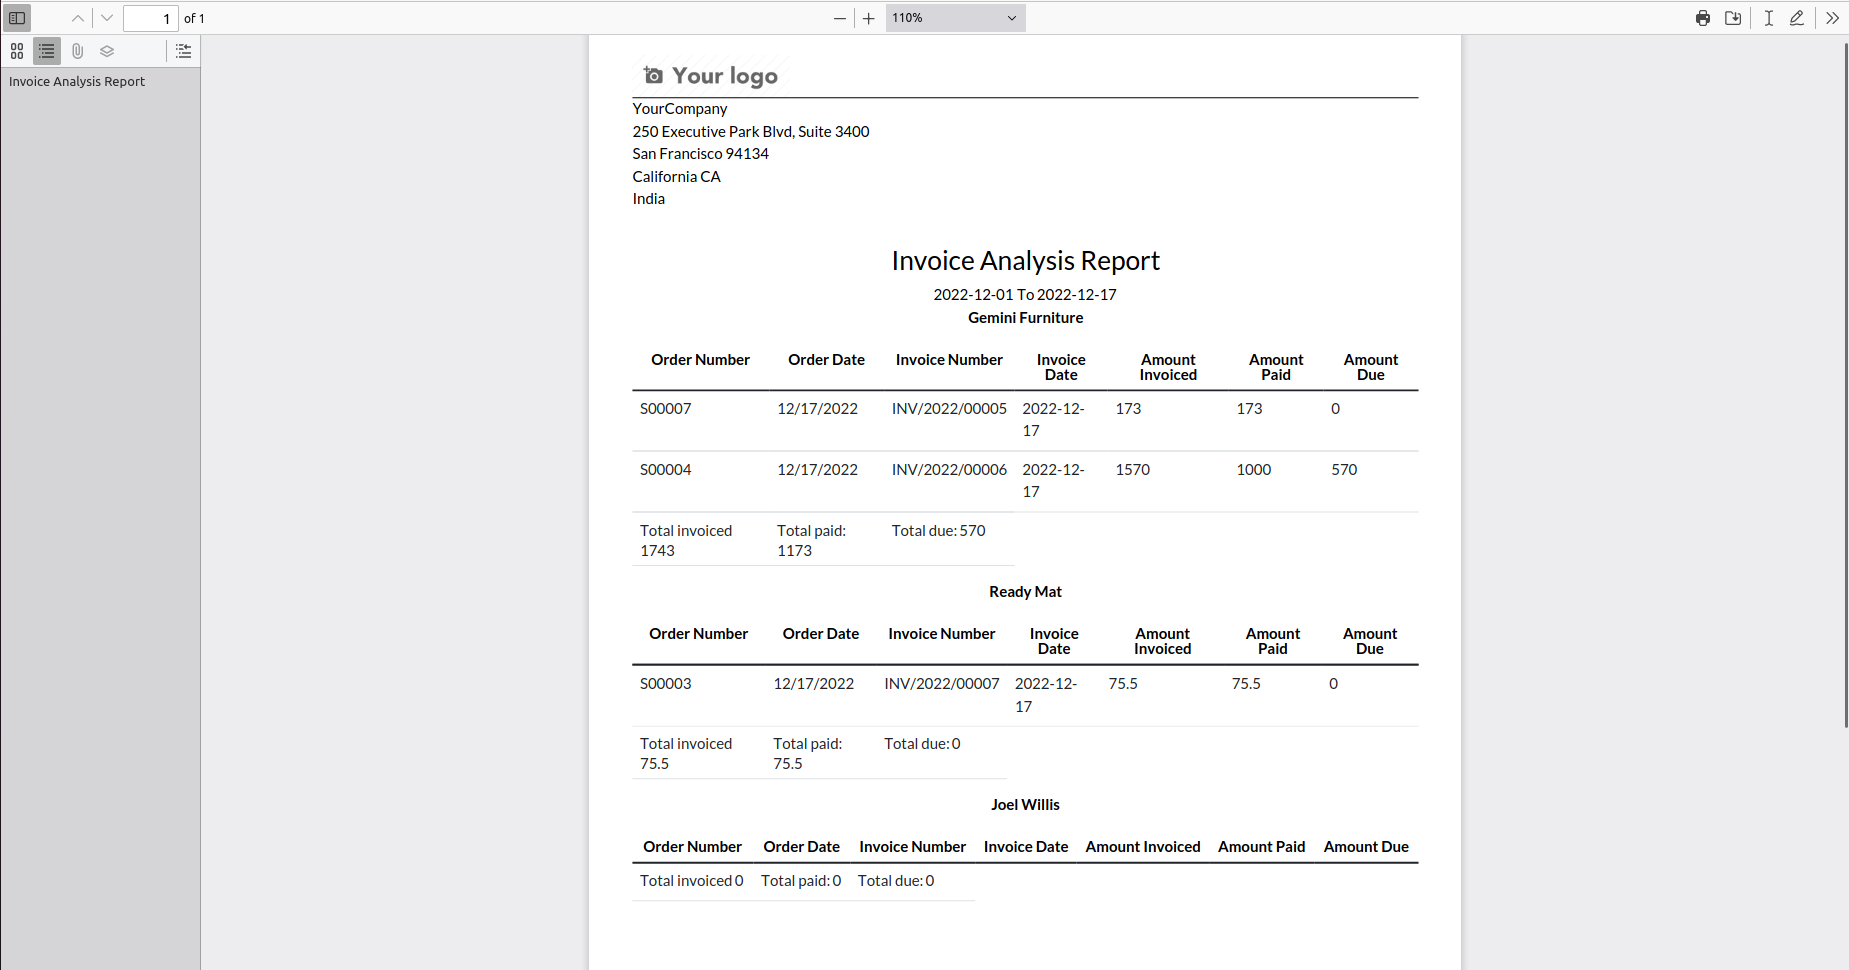 1 of 1
110%
Invoice Analysis Report
Your logo
YourCompany
250 Executive Park Blvd, Suite 3400
San Francisco 94134
California CA
India
Invoice Analysis Report
2022-12-01 To 2022-12-17
Gemini Furniture
Order Number Order Date Invoice Number Invoice Date Amount Invoiced Amount Paid Amount Due
S00007 12/17/2022 INV/2022/00005 2022-12-17 173 173 0
S00004 12/17/2022 INV/2022/00006 2022-12-17 1570 1000 570
Total invoiced 1743 Total paid: 1173 Total due: 570
Ready Mat
Order Number Order Date Invoice Number Invoice Date Amount Invoiced Amount Paid Amount Due
S00003 12/17/2022 INV/2022/00007 2022-12-17 75.5 75.5 0
Total invoiced 75.5 Total paid: 75.5 Total due: 0
Joel Willis
Order Number Order Date Invoice Number Invoice Date Amount Invoiced Amount Paid Amount Due
Total invoiced 0 Total paid: 0 Total due: 0